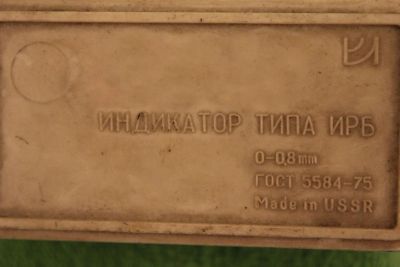 ИНДИКАТОР ТИПА ИРБ
0-0,8mm
ГОСТ 5584-75
Made in USSR